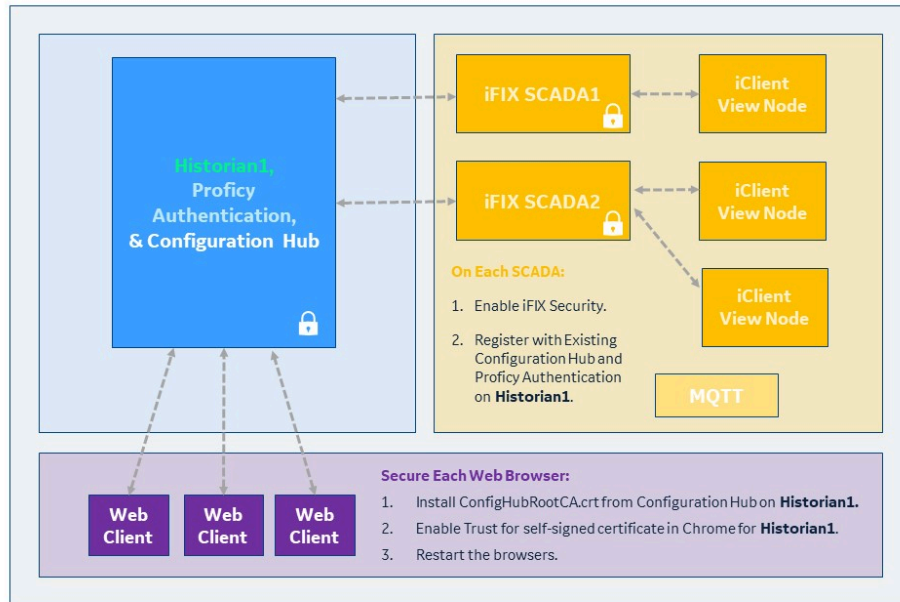 Historian1,
Proficy
Authentication,
& Configuration Hub
iFIX SCADA1
iClient
View Node
iFIX SCADA2
iClient
View Node
iClient
View Node
On Each SCADA:
1. Enable iFIX Security.
2. Register with Existing
Configuration Hub and
Proficy Authentication
on Historian1.
MQTT
Web
Client
Web
Client
Web
Client
Secure Each Web Browser:
1. Install ConfigHubRootCA.crt from Configuration Hub on Historian1.
2. Enable Trust for self-signed certificate in Chrome for Historian1.
3. Restart the browsers.